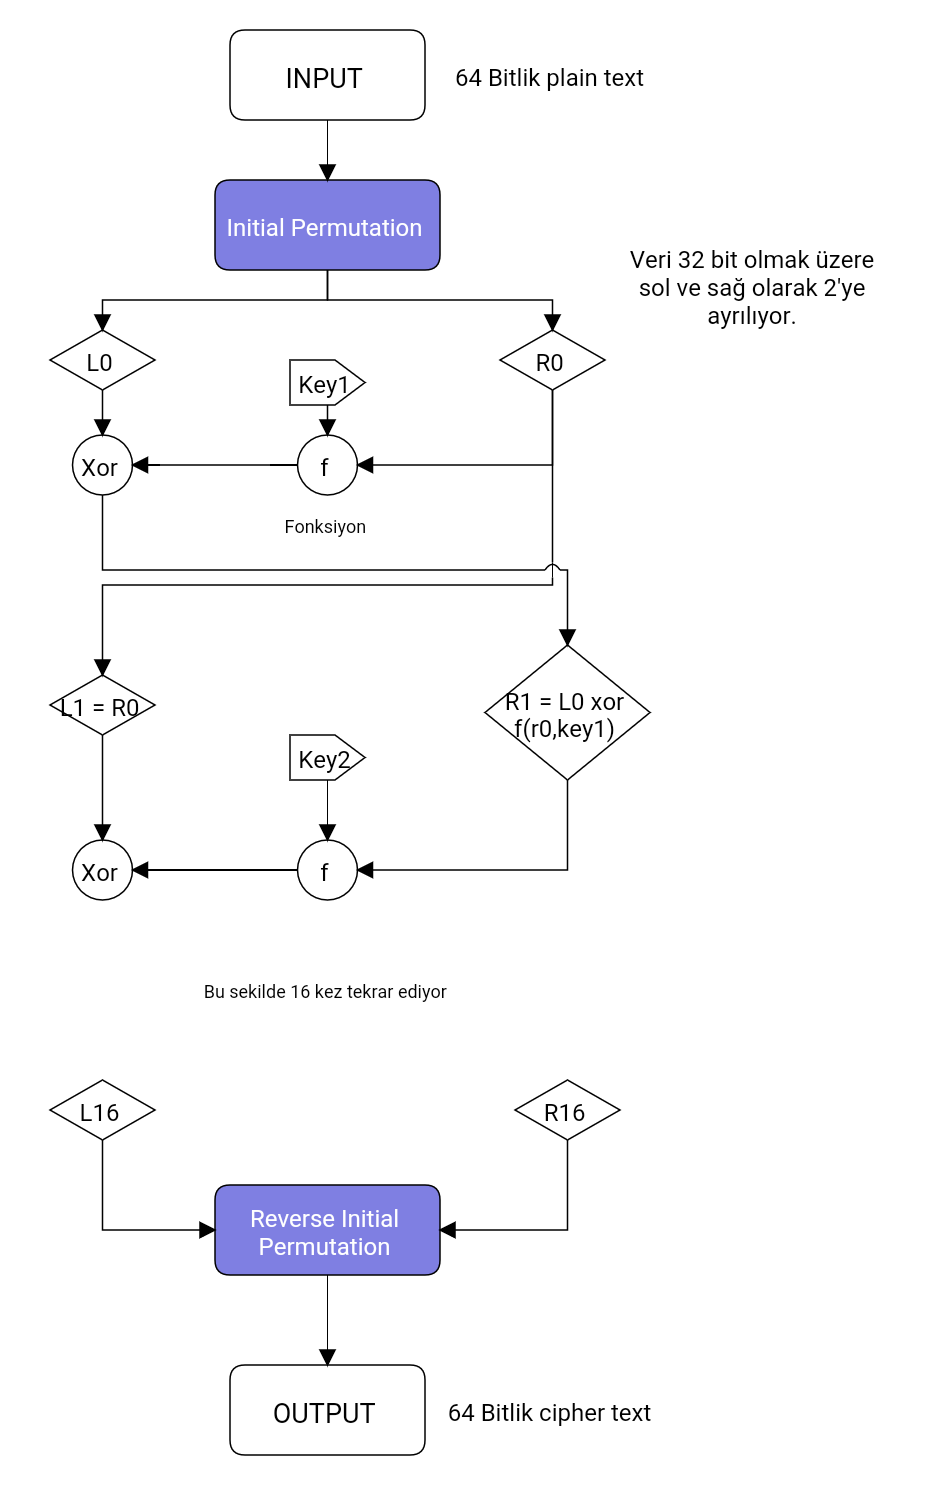 INPUT
64 Bitlik plain text
Initial Permutation
Veri 32 bit olmak üzere
sol ve sağ olarak 2'ye
ayrılıyor.
L0
R0
Key1
Xor
f
Fonksiyon
L1 = R0
R1 = L0 xor
f(r0,key1)
Key2
Xor
f
Bu sekilde 16 kez tekrar ediyor
L16
R16
Reverse Initial
Permutation
OUTPUT
64 Bitlik cipher text